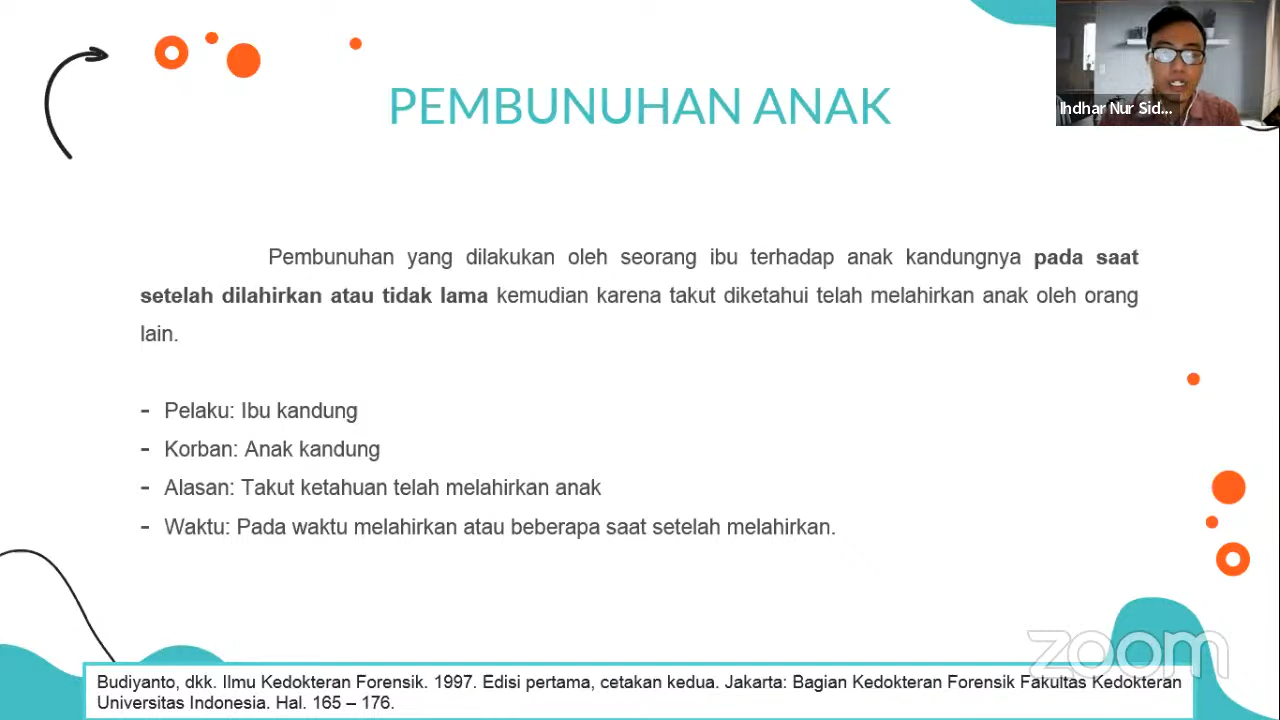 PEMBUNUHAN ANAK
Ihdhar Nur Sid...
Pembunuhan yang dilakukan oleh seorang ibu terhadap anak kandungnya pada saat
setelah dilahirkan atau tidak lama kemudian karena takut diketahui telah melahirkan anak oleh orang
lain.
- Pelaku: Ibu kandung
- Korban: Anak kandung
- Alasan: Takut ketahuan telah melahirkan anak
- Waktu: Pada waktu melahirkan atau beberapa saat setelah melahirkan.
zoom
Budiyanto, dkk. Ilmu Kedokteran Forensik. 1997. Edisi pertama, cetakan kedua. Jakarta: Bagian Kedokteran Forensik Fakultas Kedokteran
Universitas Indonesia. Hal. 165 – 176.